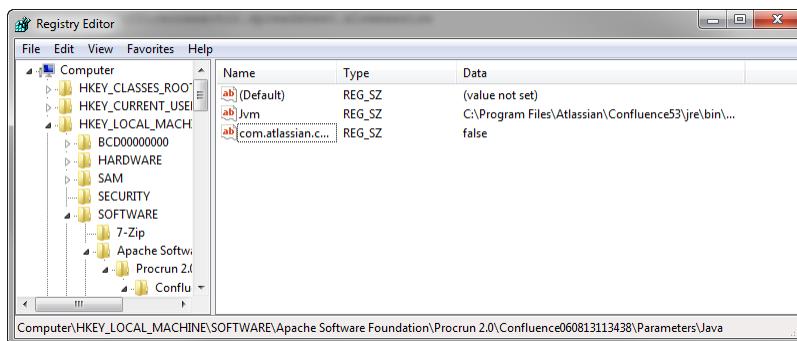 Registry Editor
File Edit View Favorites Help
Computer
HKEY_CLASSES_ROOT
HKEY_CURRENT_USE
HKEY_LOCAL_MACHI
BCD00000000
HARDWARE
SAM
SECURITY
SOFTWARE
7-Zip
Apache Softwa
Procrun 2.0
Conflu
Name Type Data
(Default) REG_SZ (value not set)
Jvm REG_SZ C:\Program Files\Atlassian\Confluence53\jre\bin\...
com.atlassian.c... REG_SZ false
Computer\HKEY_LOCAL_MACHINE\SOFTWARE\Apache Software Foundation\Procrun 2.0\Confluence060813113438\Parameters\Java